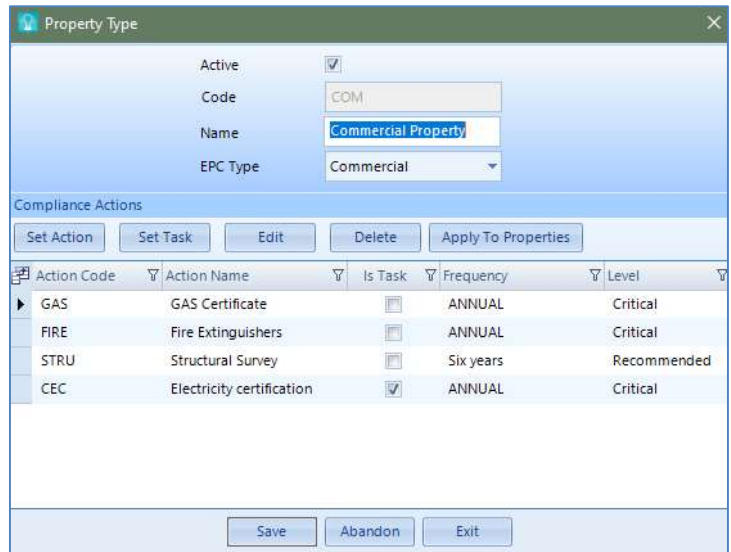 Property Type
Active
Code COM
Name Commercial Property
EPC Type Commercial
Compliance Actions
Set Action Set Task Edit Delete Apply To Properties
Action Code Action Name Is Task Frequency Level
GAS GAS Certificate ANNUAL Critical
FIRE Fire Extinguishers ANNUAL Critical
STRU Structural Survey Six years Recommended
CEC Electricity certification ANNUAL Critical
Save Abandon Exit